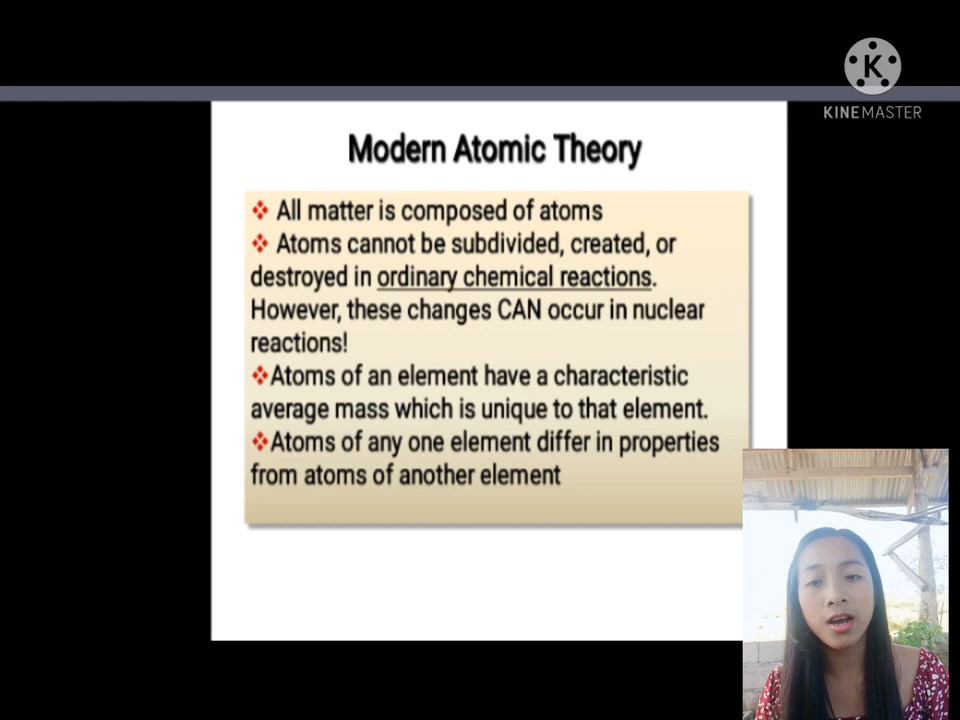 KINEMASTER
Modern Atomic Theory
❖ All matter is composed of atoms
❖ Atoms cannot be subdivided, created, or
destroyed in ordinary chemical reactions.
However, these changes CAN occur in nuclear
reactions!
❖Atoms of an element have a characteristic
average mass which is unique to that element.
❖Atoms of any one element differ in properties
from atoms of another element